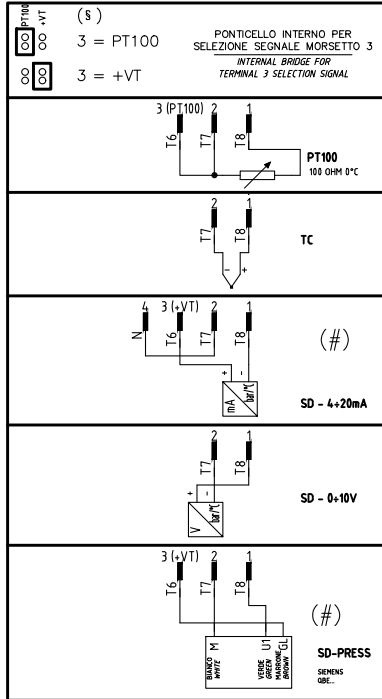 PT100
+VT
(§)
3 = PT100
3 = +VT
PONTICELLO INTERNO PER
SELEZIONE SEGNALE MORSETTO 3
INTERNAL BRIDGE FOR
TERMINAL 3 SELECTION SIGNAL
3 (PT100) 2 1
T6 T7 T8
PT100
100 OHM 0°C
2 1
T7 T8
- +
TC
4 3 (+VT) 2 1
N T6 T7 T8
+ -
mA bar/°C
(#)
SD - 4÷20mA
2 1
T7 T8
+ -
V bar/°C
SD - 0÷10V
3 (+VT) 2 1
T6 T7 T8
M U1 GL
BIANCO VERDE MARRONE
WHITE GREEN BROWN
(#)
SD-PRESS
SIEMENS
QBE...